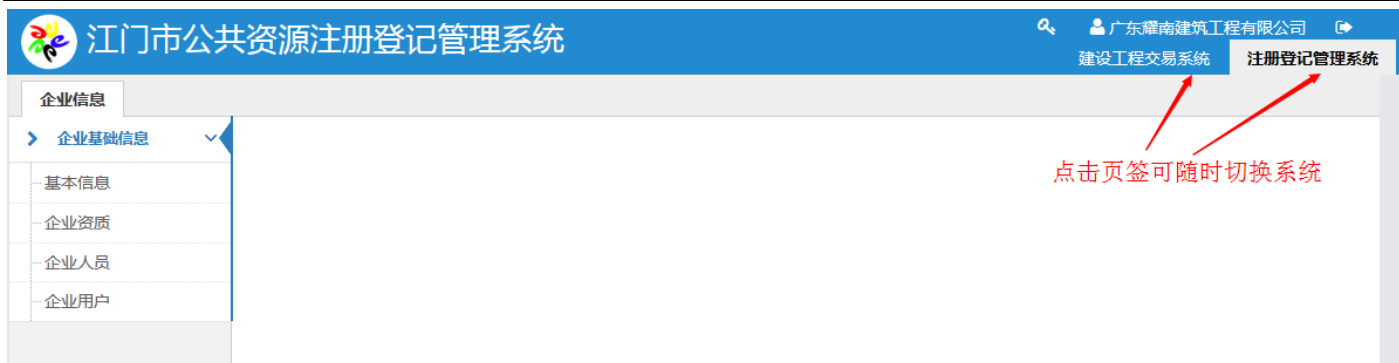 江门市公共资源注册登记管理系统
广东耀南建筑工程有限公司
建设工程交易系统 注册登记管理系统
企业信息
企业基础信息
点击页签可随时切换系统
基本信息
企业资质
企业人员
企业用户